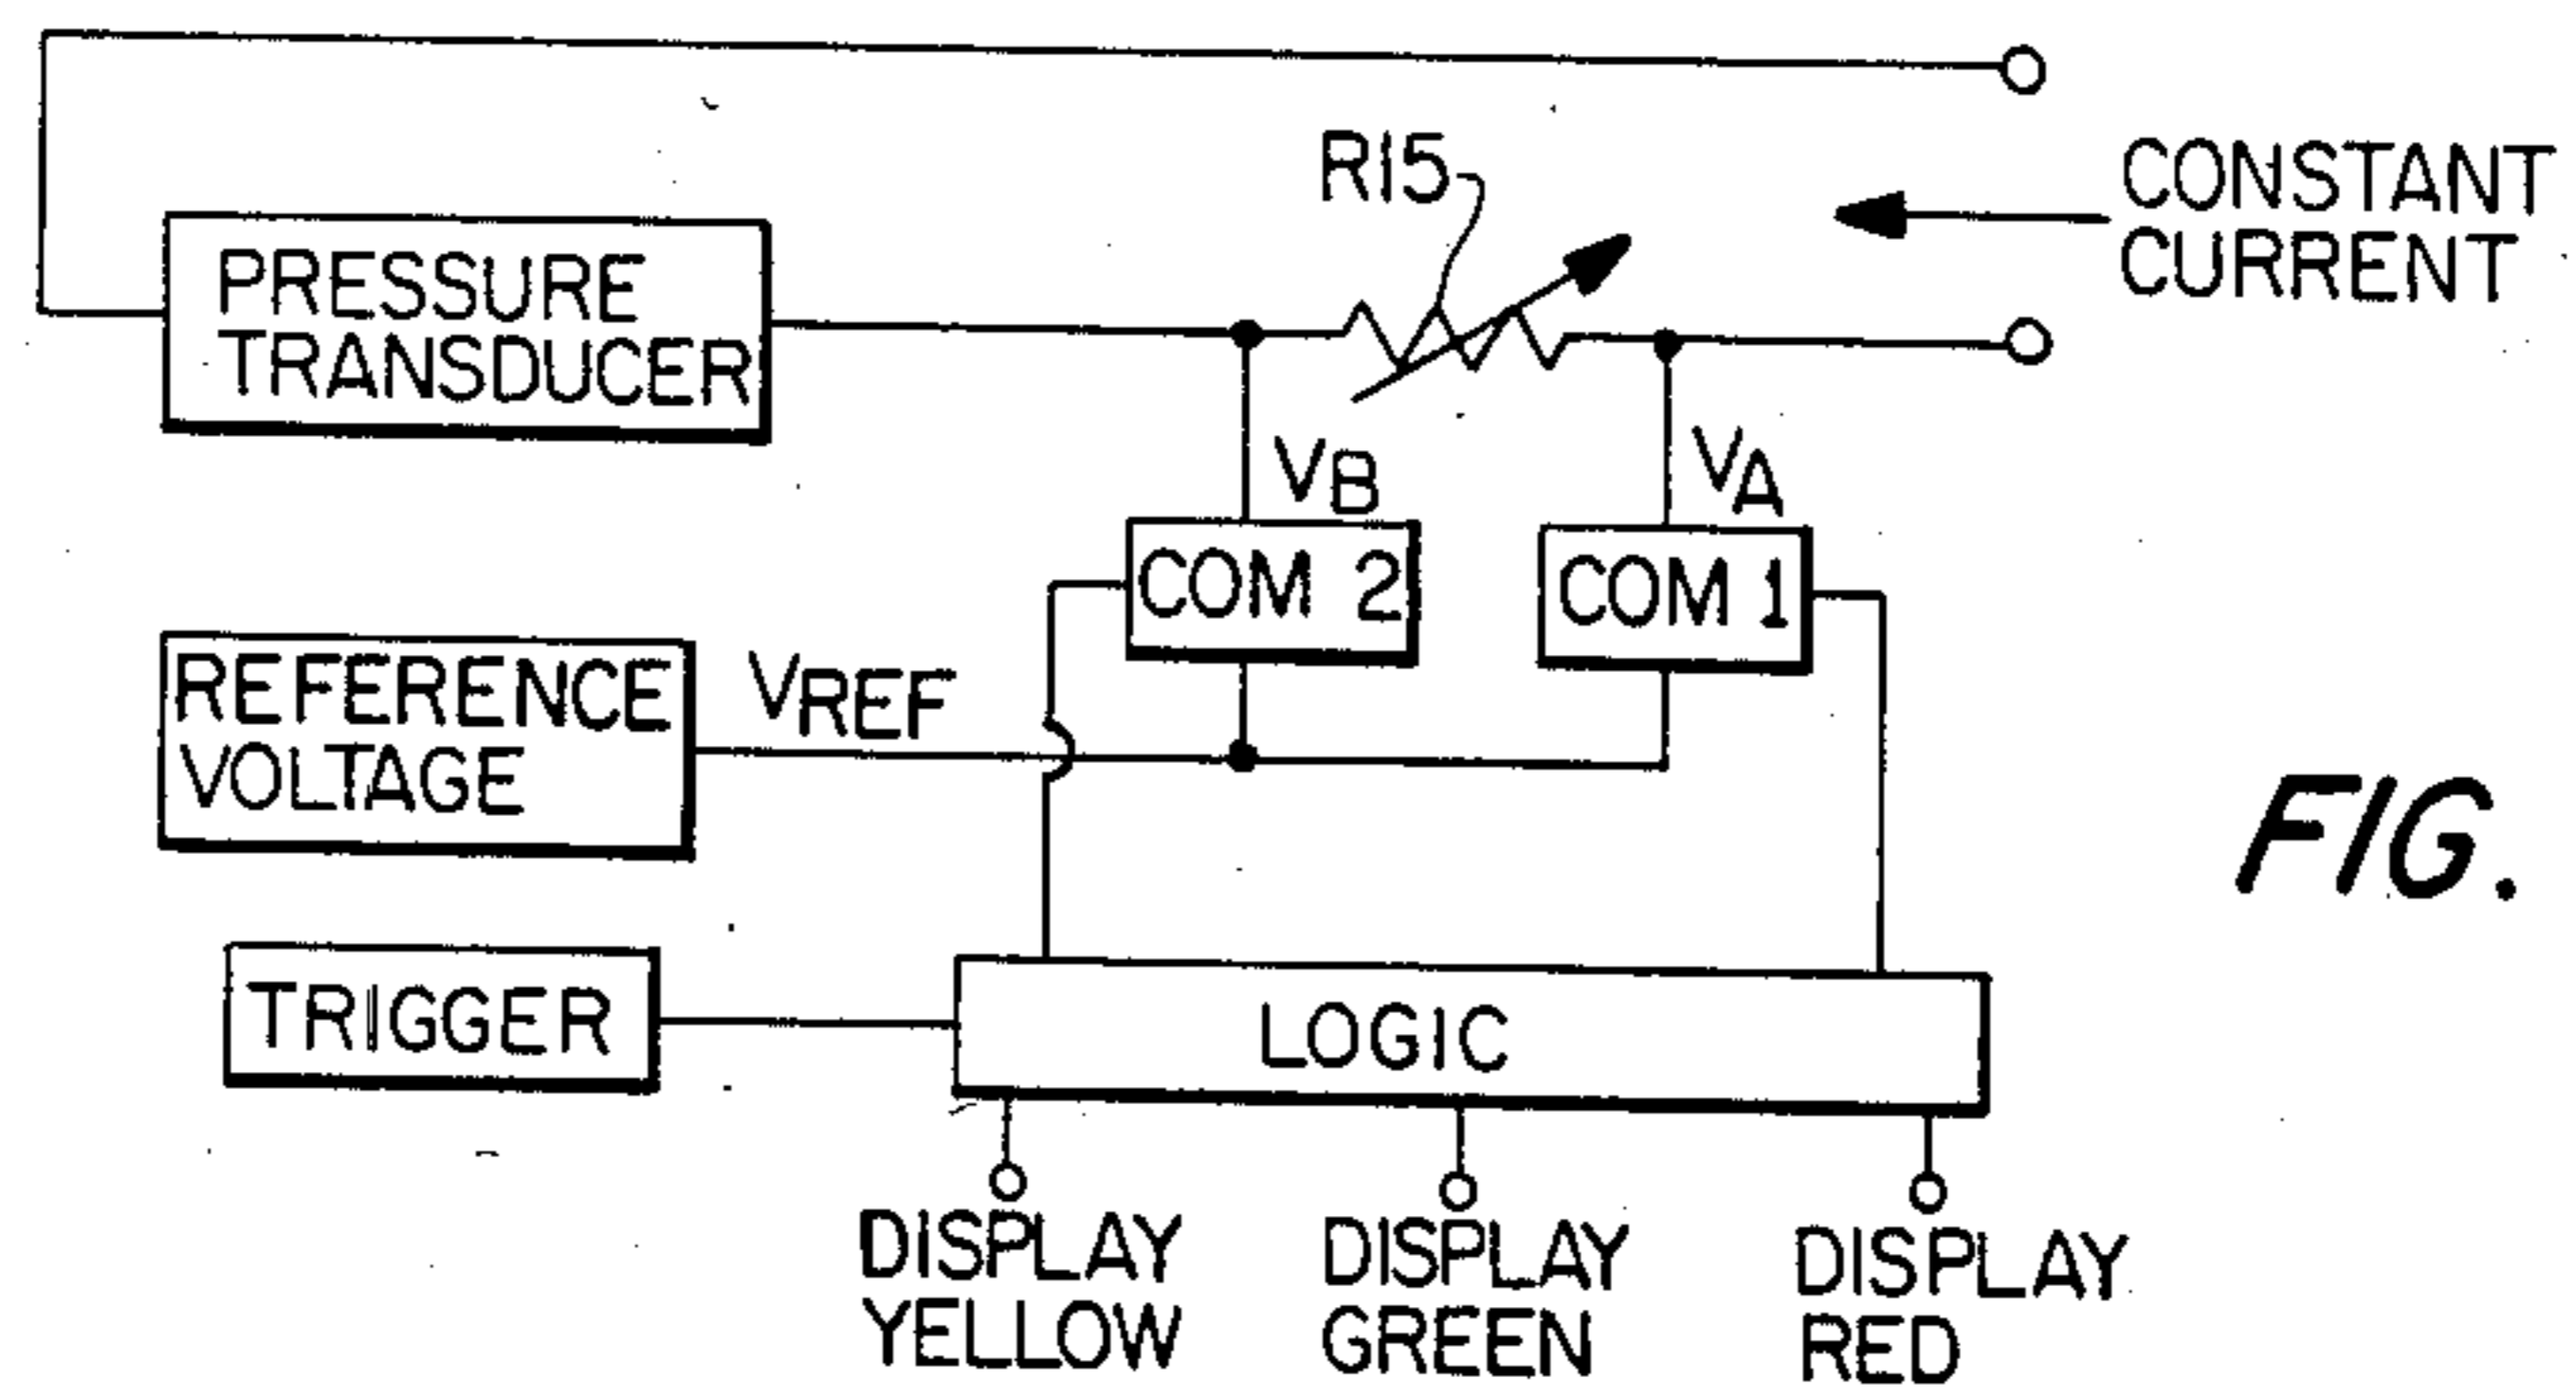 R15
CONSTANT
CURRENT
PRESSURE
TRANSDUCER
VB
VA
COM 2
COM 1
REFERENCE
VOLTAGE
VREF
FIG.
TRIGGER
LOGIC
DISPLAY
YELLOW
DISPLAY
GREEN
DISPLAY
RED